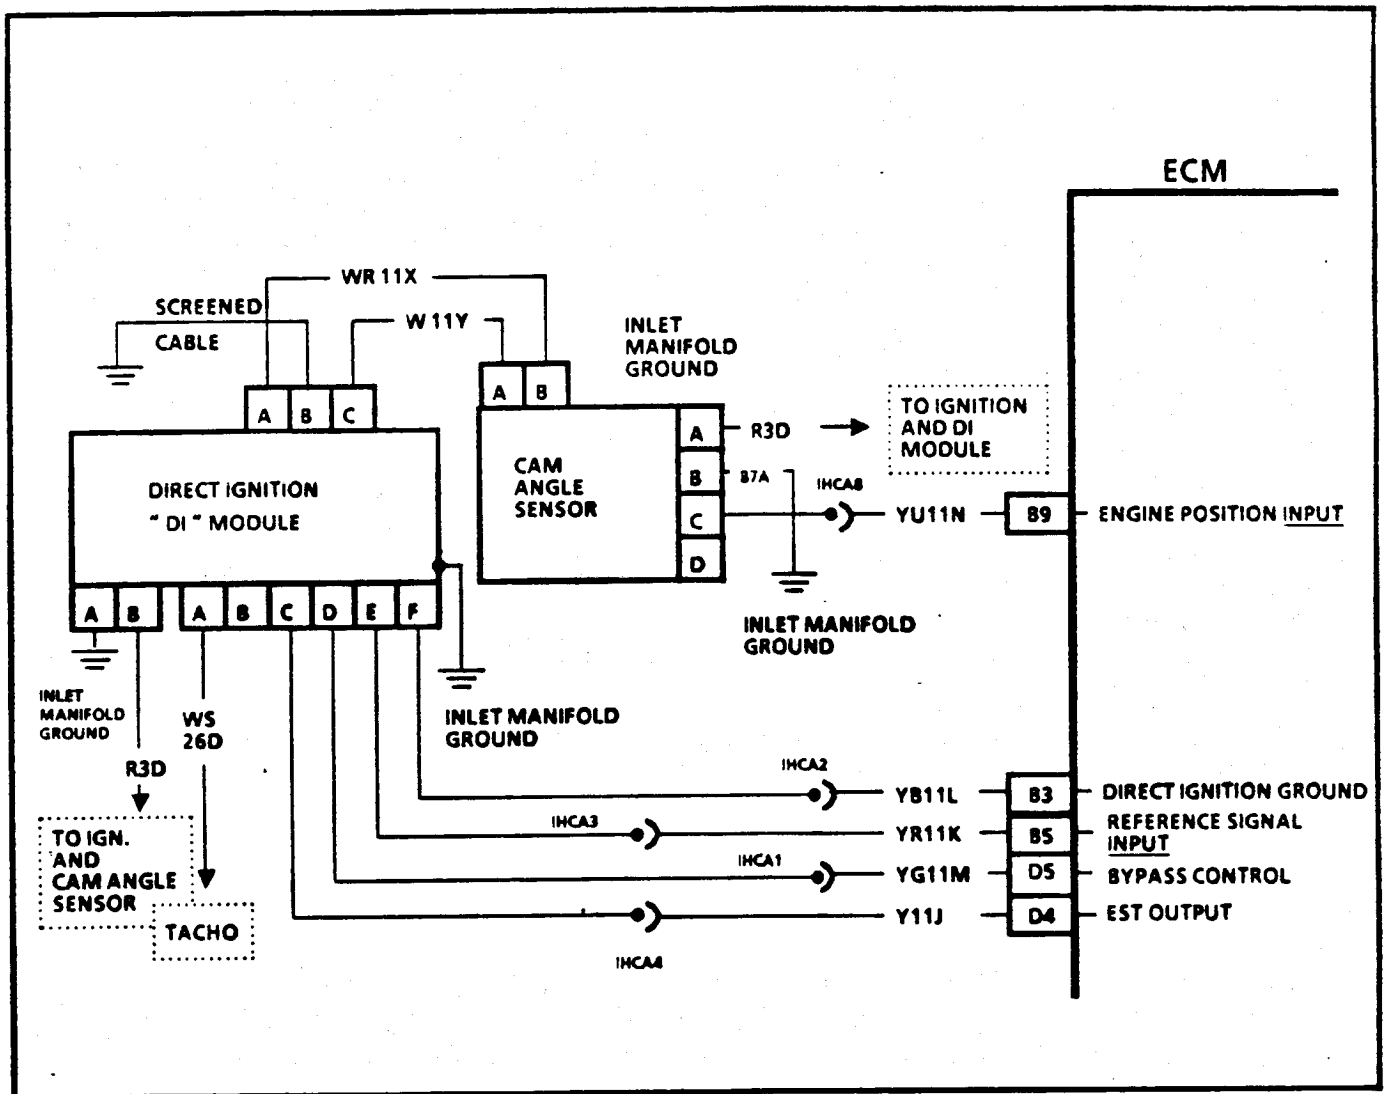 ECM
WR 11X
SCREENED
CABLE
W 11Y
INLET
MANIFOLD
GROUND
A B
A B C
TO IGNITION
AND DI
MODULE
A
R3D
CAM
ANGLE
SENSOR
B
B7A
IHCA8
DIRECT IGNITION
" DI " MODULE
C
YU11N
B9
ENGINE POSITION INPUT
D
A B A B C D E F
INLET MANIFOLD
GROUND
INLET
MANIFOLD
GROUND
WS
26D
INLET MANIFOLD
GROUND
R3D
IHCA2
YB11L
B3
DIRECT IGNITION GROUND
IHCA3
YR11K
B5
REFERENCE SIGNAL
INPUT
IHCA1
YG11M
D5
BYPASS CONTROL
Y11J
D4
EST OUTPUT
IHCA4
TO IGN.
AND
CAM ANGLE
SENSOR
TACHO